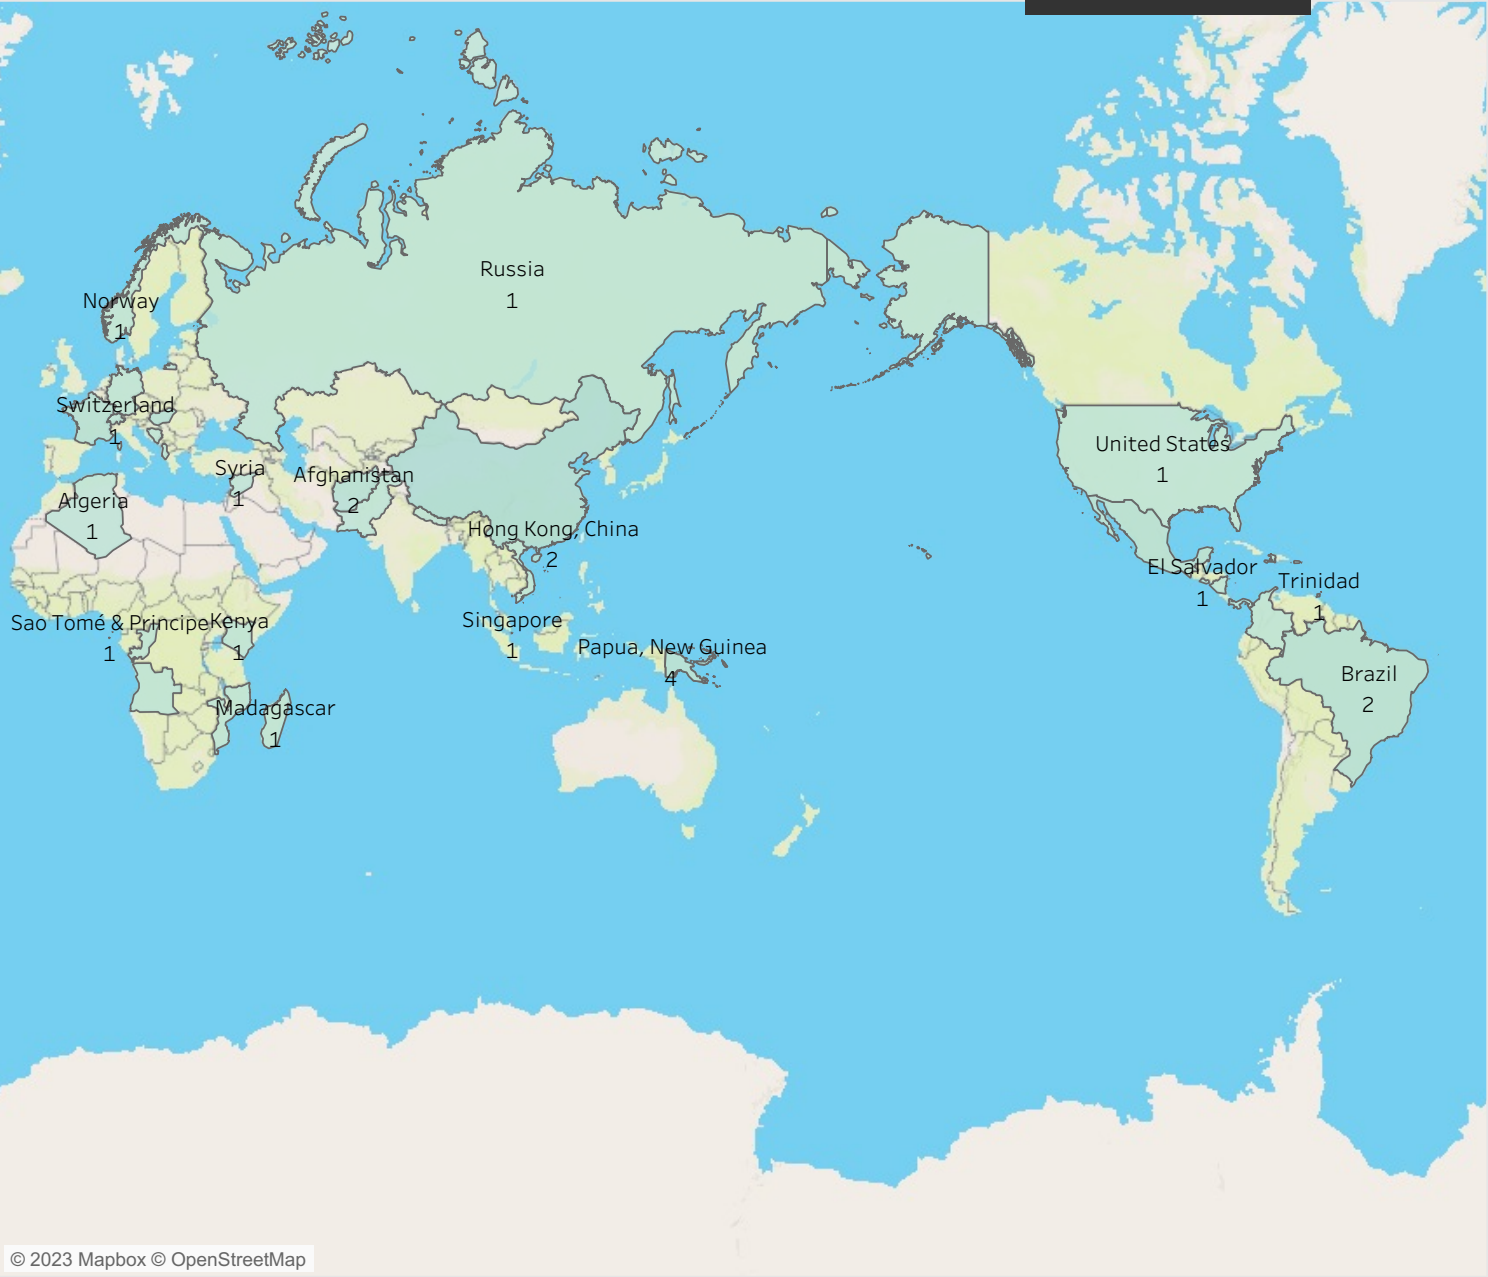 Russia
1
Norway
1
Switzerland
1
United States
1
Syria
1
Afghanistan
2
Algeria
1
Hong Kong, China
2
El Salvador
1
Trinidad
1
Sao Tomé & Principe
1
Kenya
1
Singapore
1
Papua, New Guinea
4
Brazil
2
Madagascar
1
© 2023 Mapbox © OpenStreetMap